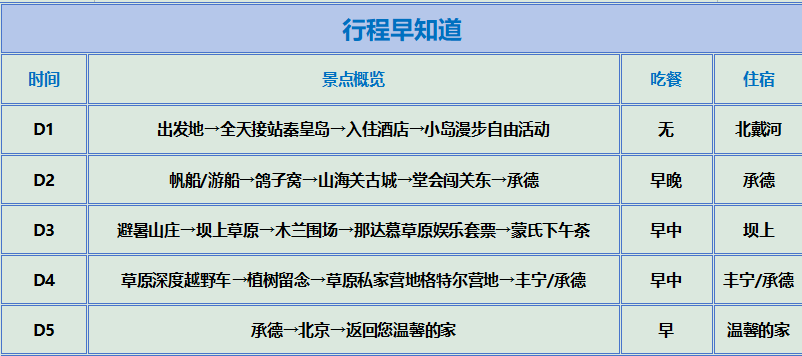 行程早知道
时间 景点概览 吃餐 住宿
D1 出发地→全天接站秦皇岛→入住酒店→小岛漫步自由活动 无 北戴河
D2 帆船/游船→鸽子窝→山海关古城→堂会闯关东→承德 早晚 承德
D3 避暑山庄→坝上草原→木兰围场→那达慕草原娱乐套票→蒙氏下午茶 早中 坝上
D4 草原深度越野车→植树留念→草原私家营地格特尔营地→丰宁/承德 早中 丰宁/承德
D5 承德→北京→返回您温馨的家 早 温馨的家